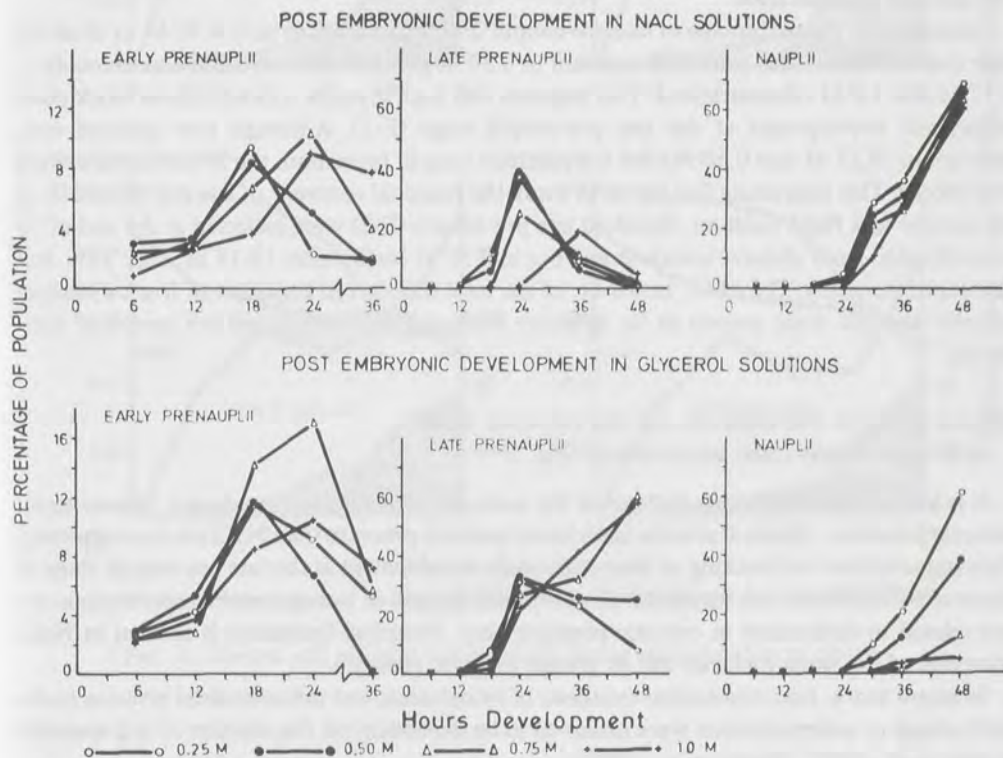 POST EMBRYONIC DEVELOPMENT IN NACL SOLUTIONS
EARLY PRENAUPLII
LATE PRENAUPLII
NAUPLII
12
8
4
0
60
40
20
0
60
40
20
0
0 6 12 18 24 36
0 12 24 36 48
0 12 24 36 48
PERCENTAGE OF POPULATION
POST EMBRYONIC DEVELOPMENT IN GLYCEROL SOLUTIONS
EARLY PRENAUPLII
LATE PRENAUPLII
NAUPLII
16
12
8
4
0
60
40
20
0
60
40
20
0
0 6 12 18 24 36
0 12 24 36 48
0 12 24 36 48
Hours Development
0.25 M 0.50 M 0.75 M 1.0 M